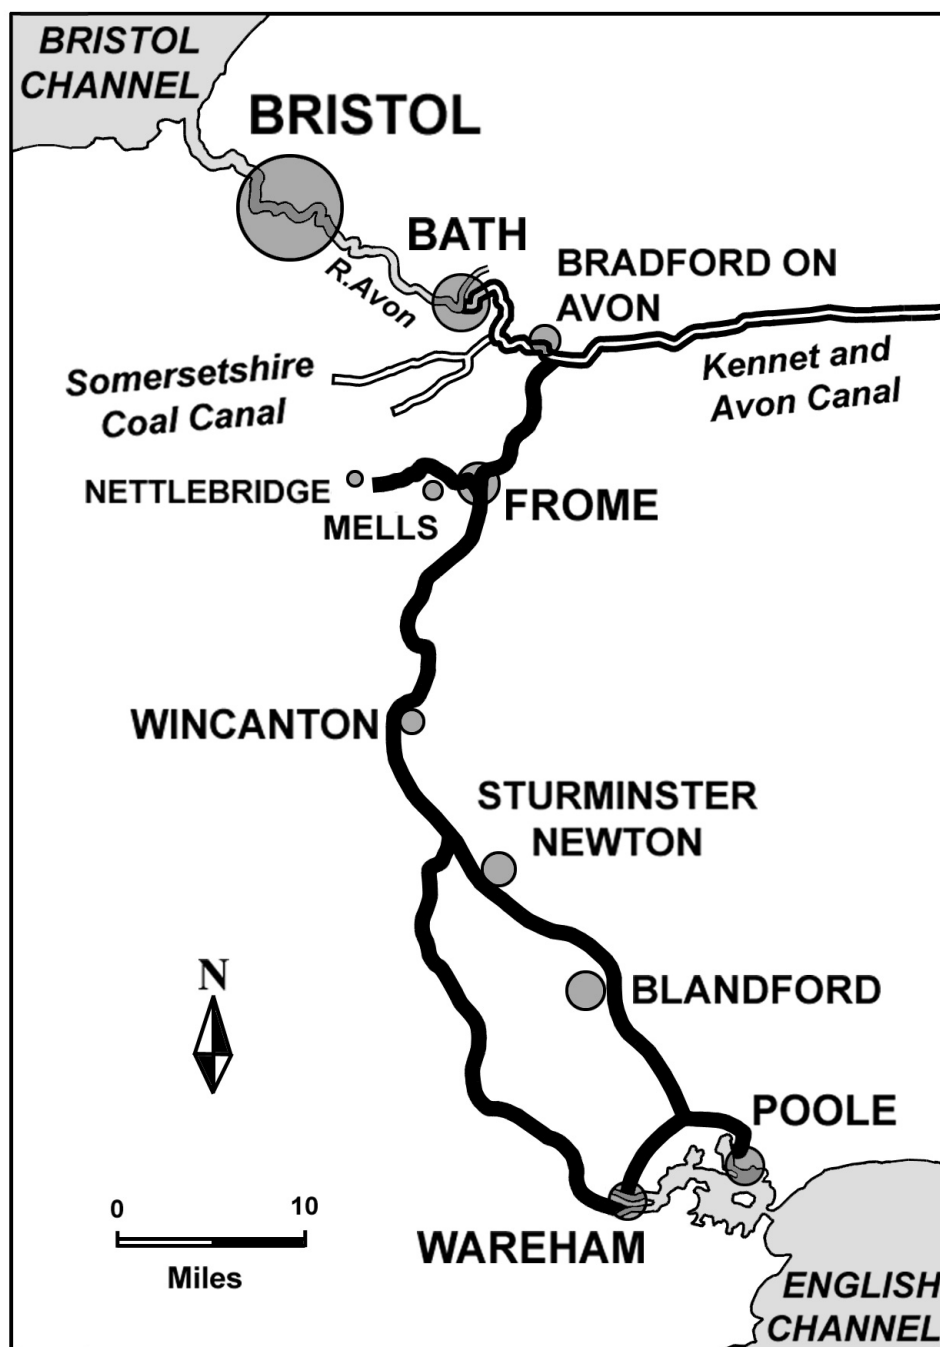 BRISTOL
CHANNEL
BRISTOL
BATH
R.Avon
BRADFORD ON
AVON
Kennet and
Avon Canal
Somersetshire
Coal Canal
NETTLEBRIDGE
MELLS
FROME
WINCANTON
STURMINSTER
NEWTON
N
BLANDFORD
POOLE
0 10
Miles
WAREHAM
ENGLISH
CHANNEL